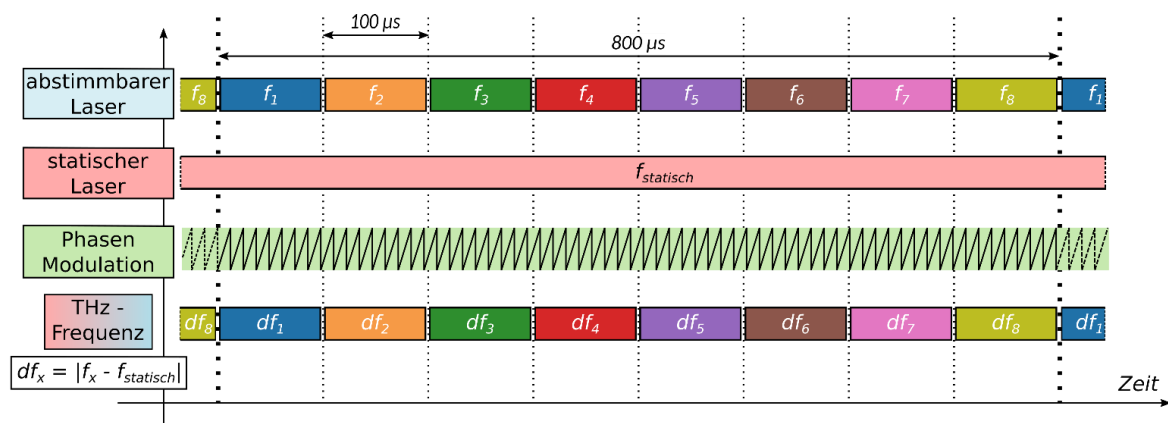 100 µs
800 µs
abstimmbarer
Laser
f8 f1 f2 f3 f4 f5 f6 f7 f8 f1
statischer
Laser
fstatisch
Phasen
Modulation
THz -
Frequenz
df8 df1 df2 df3 df4 df5 df6 df7 df8 df1
dfx = |fx - fstatisch|
Zeit